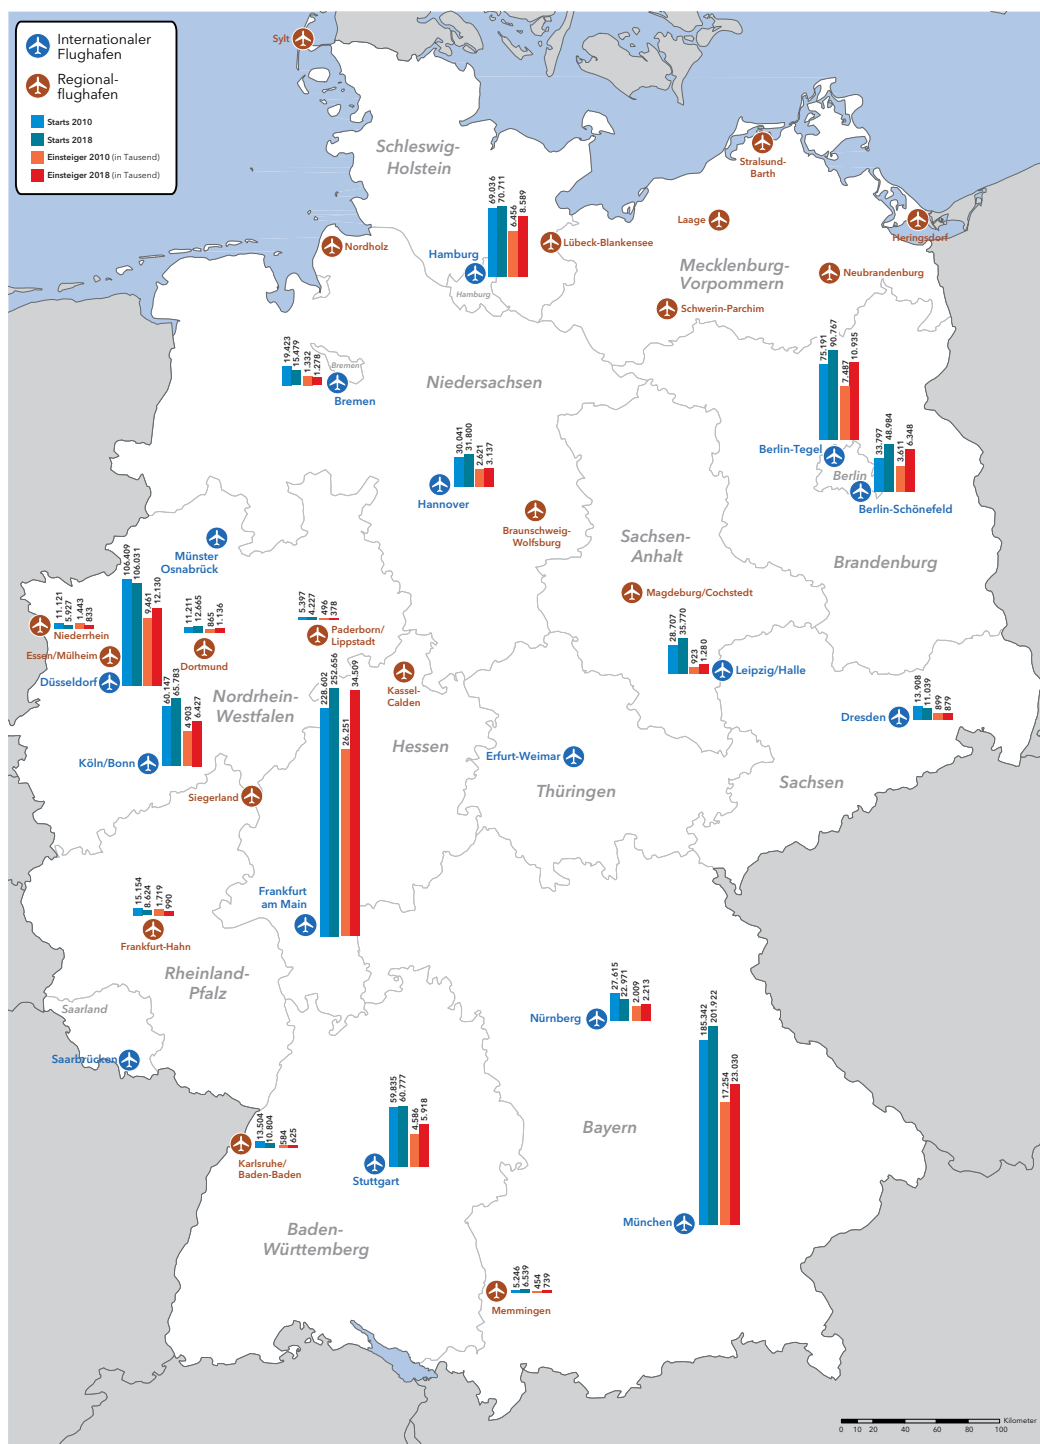 Internationaler
Flughafen
Regional-
flughafen
Starts 2010
Starts 2018
Einsteiger 2010 (in Tausend)
Einsteiger 2018 (in Tausend)
Sylt
Schleswig-
Holstein
Stralsund-
Barth
Laage
Heringsdorf
Nordholz
69.036
70.711
6.456
8.589
Hamburg
Hamburg
Lübeck-Blankensee
Mecklenburg-
Vorpommern
Neubrandenburg
Schwerin-Parchim
19.423
15.479
1.332
1.278
Bremen
Bremen
Niedersachsen
75.191
90.767
7.487
10.935
Berlin-Tegel
Berlin
33.797
48.984
3.611
6.348
Berlin-Schönefeld
30.041
31.800
2.621
3.137
Hannover
Braunschweig-
Wolfsburg
Sachsen-
Anhalt
Brandenburg
Münster
Osnabrück
106.409
106.031
9.461
12.130
11.121
5.927
1.443
833
Niederrhein
Essen/Mülheim
Düsseldorf
11.211
12.665
865
1.136
Dortmund
5.397
4.227
496
378
Paderborn/
Lippstadt
Magdeburg/Cochstedt
28.707
35.770
923
1.280
Leipzig/Halle
Kassel-
Calden
60.147
65.783
4.903
6.427
Köln/Bonn
Nordrhein-
Westfalen
228.602
252.656
26.251
34.509
Hessen
13.908
11.039
899
879
Dresden
Erfurt-Weimar
Thüringen
Sachsen
Siegerland
Frankfurt
am Main
15.154
8.624
1.719
990
Frankfurt-Hahn
Rheinland-
Pfalz
Saarland
Saarbrücken
27.615
22.971
2.009
2.213
Nürnberg
185.342
201.922
17.254
23.030
München
Bayern
59.835
60.777
4.586
5.918
Stuttgart
13.504
10.804
584
625
Karlsruhe/
Baden-Baden
Baden-
Württemberg
5.246
6.539
454
739
Memmingen
Kilometer
0 10 20 40 60 80 100